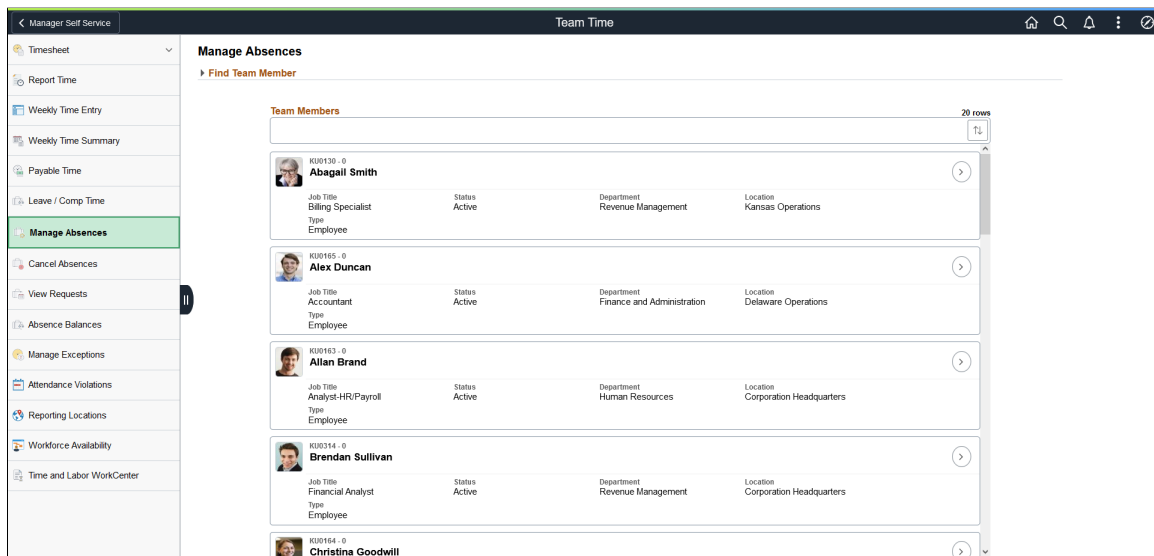 Manager Self Service
Team Time
Timesheet
Report Time
Weekly Time Entry
Weekly Time Summary
Payable Time
Leave / Comp Time
Manage Absences
Cancel Absences
View Requests
Absence Balances
Manage Exceptions
Attendance Violations
Reporting Locations
Workforce Availability
Time and Labor WorkCenter
Manage Absences
Find Team Member
Team Members
20 rows
KU0130 - 0
Abagail Smith
Job Title Status Department Location
Billing Specialist Active Revenue Management Kansas Operations
Type
Employee
KU0165 - 0
Alex Duncan
Job Title Status Department Location
Accountant Active Finance and Administration Delaware Operations
Type
Employee
KU0163 - 0
Allan Brand
Job Title Status Department Location
Analyst-HR/Payroll Active Human Resources Corporation Headquarters
Type
Employee
KU0314 - 0
Brendan Sullivan
Job Title Status Department Location
Financial Analyst Active Revenue Management Corporation Headquarters
Type
Employee
KU0164 - 0
Christina Goodwill